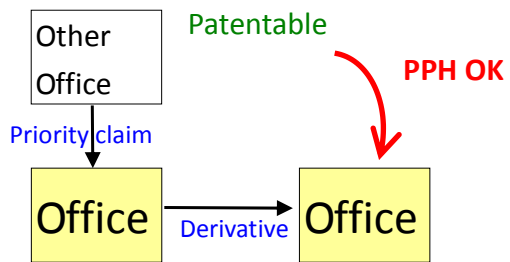 Other
Office
Patentable
PPH OK
Priority claim
Office
Derivative
Office